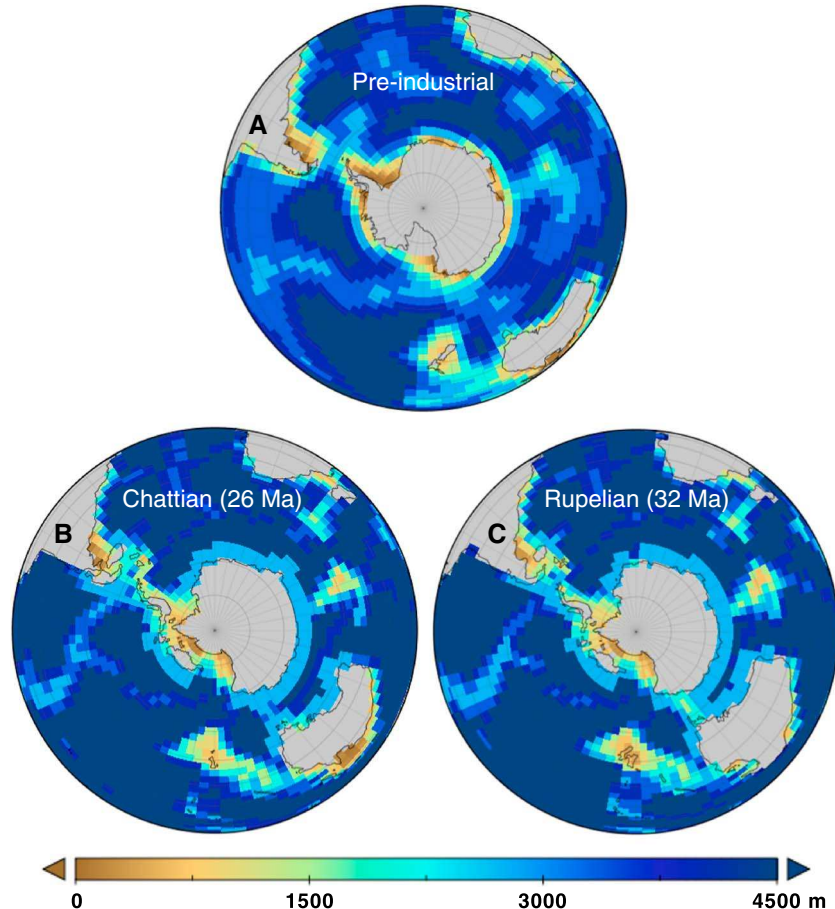 Pre-industrial
A
Chattian (26 Ma)
Rupelian (32 Ma)
B
C
0 1500 3000 4500 m